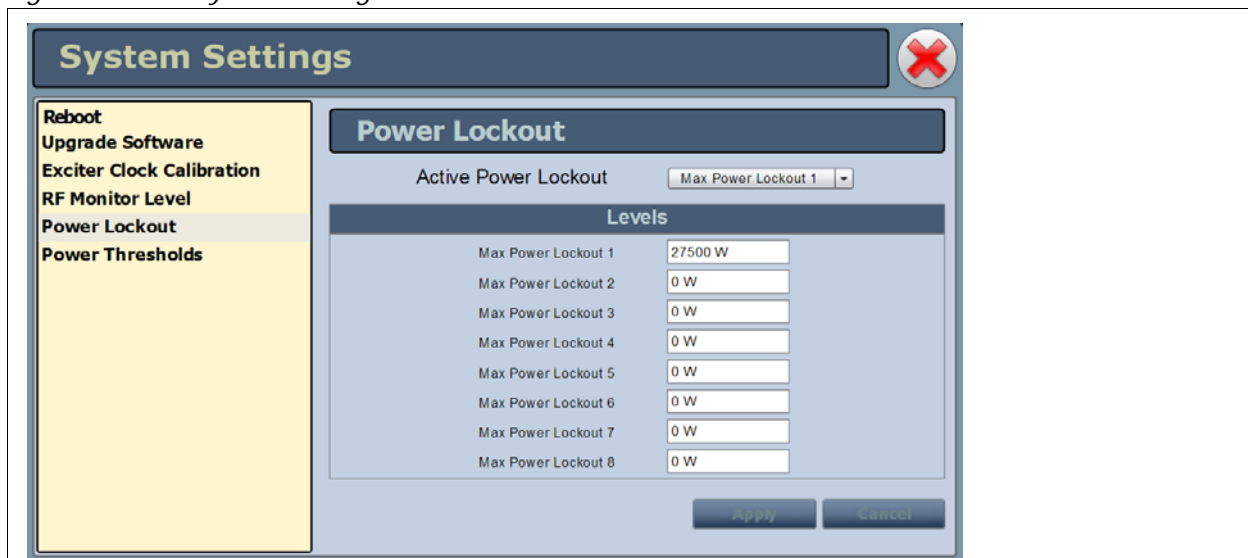 System Settings
Reboot
Upgrade Software
Exciter Clock Calibration
RF Monitor Level
Power Lockout
Power Thresholds
Power Lockout
Active Power Lockout Max Power Lockout 1
Levels
Max Power Lockout 1 27500 W
Max Power Lockout 2 0 W
Max Power Lockout 3 0 W
Max Power Lockout 4 0 W
Max Power Lockout 5 0 W
Max Power Lockout 6 0 W
Max Power Lockout 7 0 W
Max Power Lockout 8 0 W
Apply Cancel